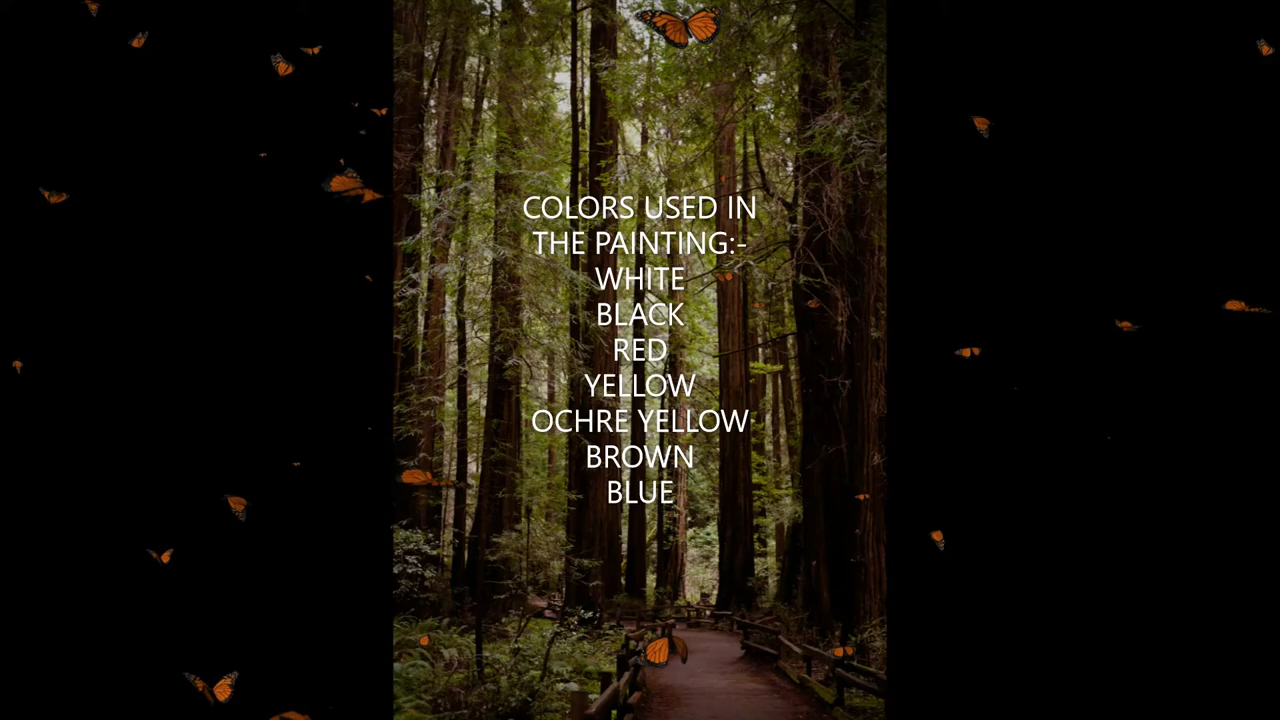 COLORS USED IN
THE PAINTING:-
WHITE
BLACK
RED
YELLOW
OCHRE YELLOW
BROWN
BLUE